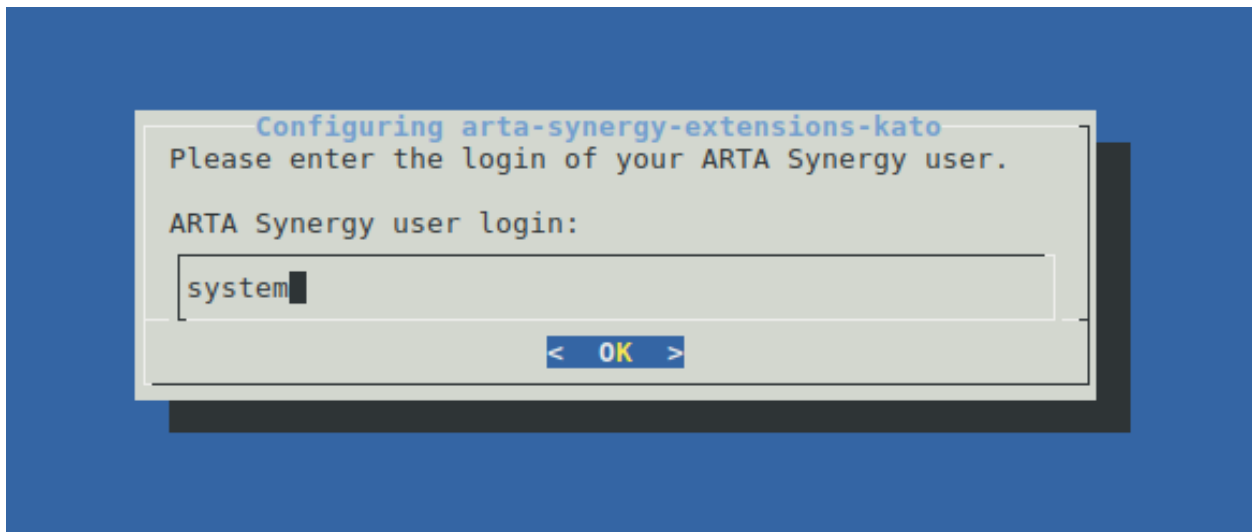 Configuring arta-synergy-extensions-kato
Please enter the login of your ARTA Synergy user.
ARTA Synergy user login:
system
< OK >